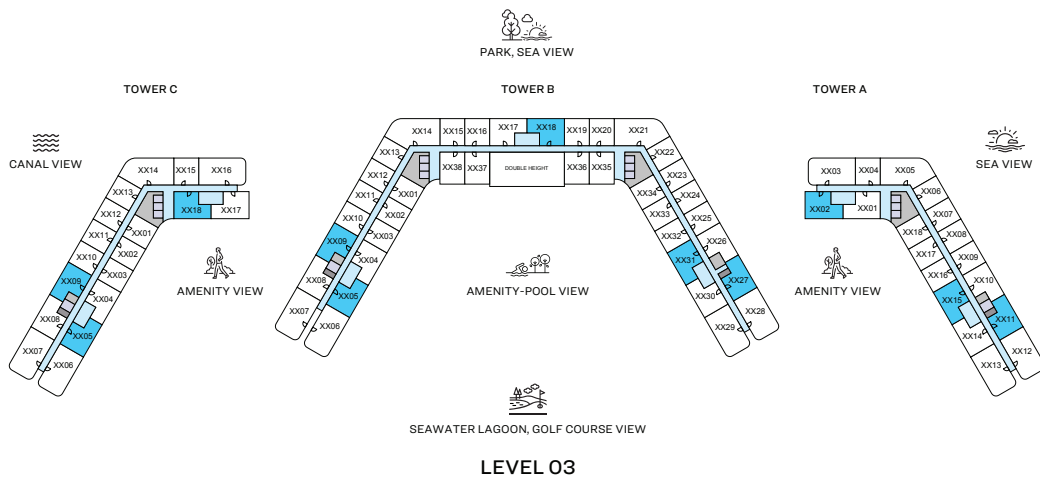 PARK, SEA VIEW
TOWER C
TOWER B
TOWER A
CANAL VIEW
SEA VIEW
XX14
XX15
XX16
XX13
XX12
XX11
XX10
XX09
XX08
XX07
XX06
XX05
XX04
XX03
XX02
XX01
XX18
XX17
AMENITY VIEW
XX14
XX15
XX16
XX17
XX18
XX19
XX20
XX21
XX13
XX12
XX11
XX10
XX09
XX08
XX07
XX06
XX05
XX04
XX03
XX02
XX01
XX38
XX37
DOUBLE HEIGHT
XX36
XX35
XX22
XX23
XX24
XX25
XX26
XX27
XX28
XX29
XX30
XX31
XX32
XX33
XX34
AMENITY-POOL VIEW
XX03
XX04
XX05
XX02
XX01
XX06
XX07
XX08
XX09
XX10
XX11
XX12
XX13
XX14
XX15
XX16
XX17
XX18
AMENITY VIEW
SEAWATER LAGOON, GOLF COURSE VIEW
LEVEL 03